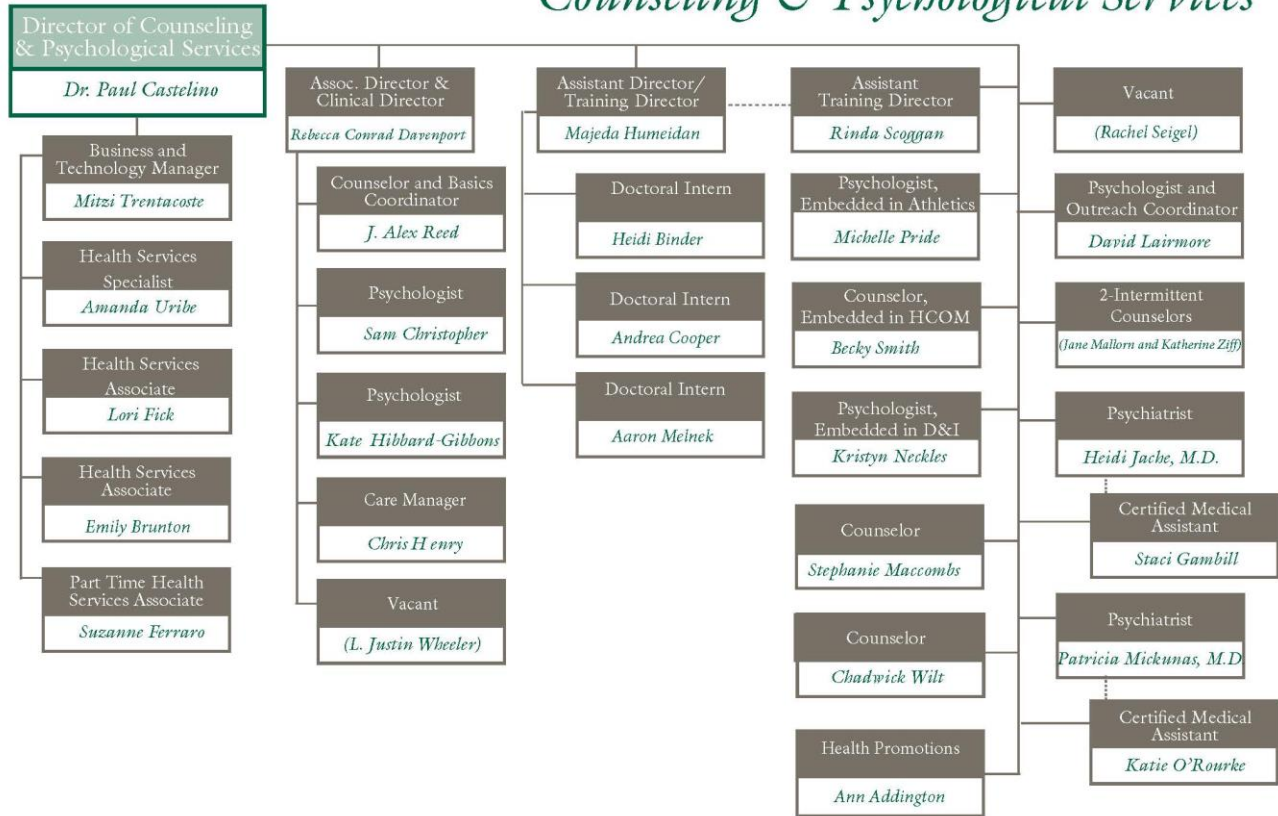 Counseling & Psychological Services
Director of Counseling
& Psychological Services
Dr. Paul Castelino
Business and
Technology Manager
Mitzi Trentacoste
Health Services
Specialist
Amanda Uribe
Health Services
Associate
Lori Fick
Health Services
Associate
Emily Brunton
Part Time Health
Services Associate
Suzanne Ferraro
Assoc. Director &
Clinical Director
Rebecca Conrad Davenport
Counselor and Basics
Coordinator
J. Alex Reed
Psychologist
Sam Christopher
Psychologist
Kate Hibbard-Gibbons
Care Manager
Chris H enry
Vacant
(L. Justin Wheeler)
Assistant Director/
Training Director
Majeda Humeidan
Doctoral Intern
Heidi Binder
Doctoral Intern
Andrea Cooper
Doctoral Intern
Aaron Melnek
Assistant
Training Director
Rinda Scoggan
Psychologist,
Embedded in Athletics
Michelle Pride
Counselor,
Embedded in HCOM
Becky Smith
Psychologist,
Embedded in D&I
Kristyn Neckles
Counselor
Stephanie Maccombs
Counselor
Chadwick Wilt
Health Promotions
Ann Addington
Vacant
(Rachel Seigel)
Psychologist and
Outreach Coordinator
David Lairmore
2-Intermittent
Counselors
(Jane Mallorn and Katherine Ziff)
Psychiatrist
Heidi Jache, M.D.
Certified Medical
Assistant
Staci Gambill
Psychiatrist
Patricia Mickunas, M.D
Certified Medical
Assistant
Katie O'Rourke